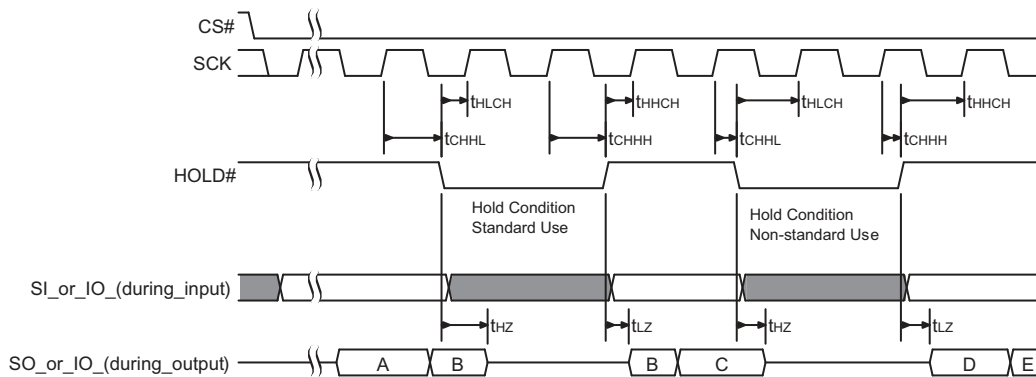 CS#
SCK
tHLCH tHHCH tHLCH tHHCH
tCHHL tCHHH tCHHL tCHHH
HOLD#
Hold Condition
Standard Use
Hold Condition
Non-standard Use
SI_or_IO_(during_input)
tHZ tLZ tHZ tLZ
SO_or_IO_(during_output) A B B C D E